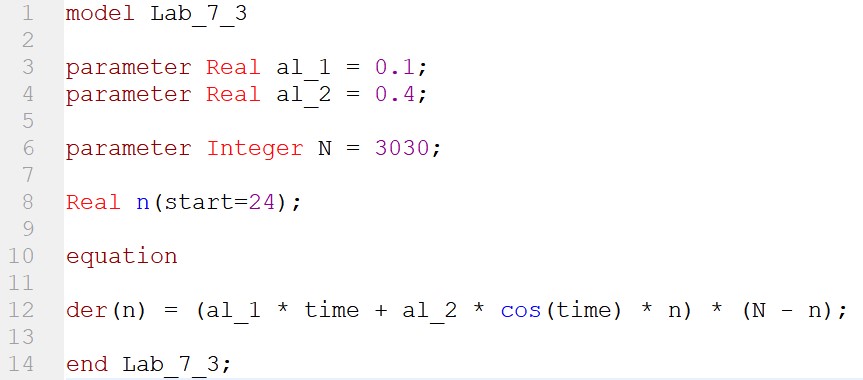 1 model Lab_7_3
2
3 parameter Real al_1 = 0.1;
4 parameter Real al_2 = 0.4;
5
6 parameter Integer N = 3030;
7
8 Real n(start=24);
9
10 equation
11
12 der(n) = (al_1 * time + al_2 * cos(time) * n) * (N - n);
13
14 end Lab_7_3;